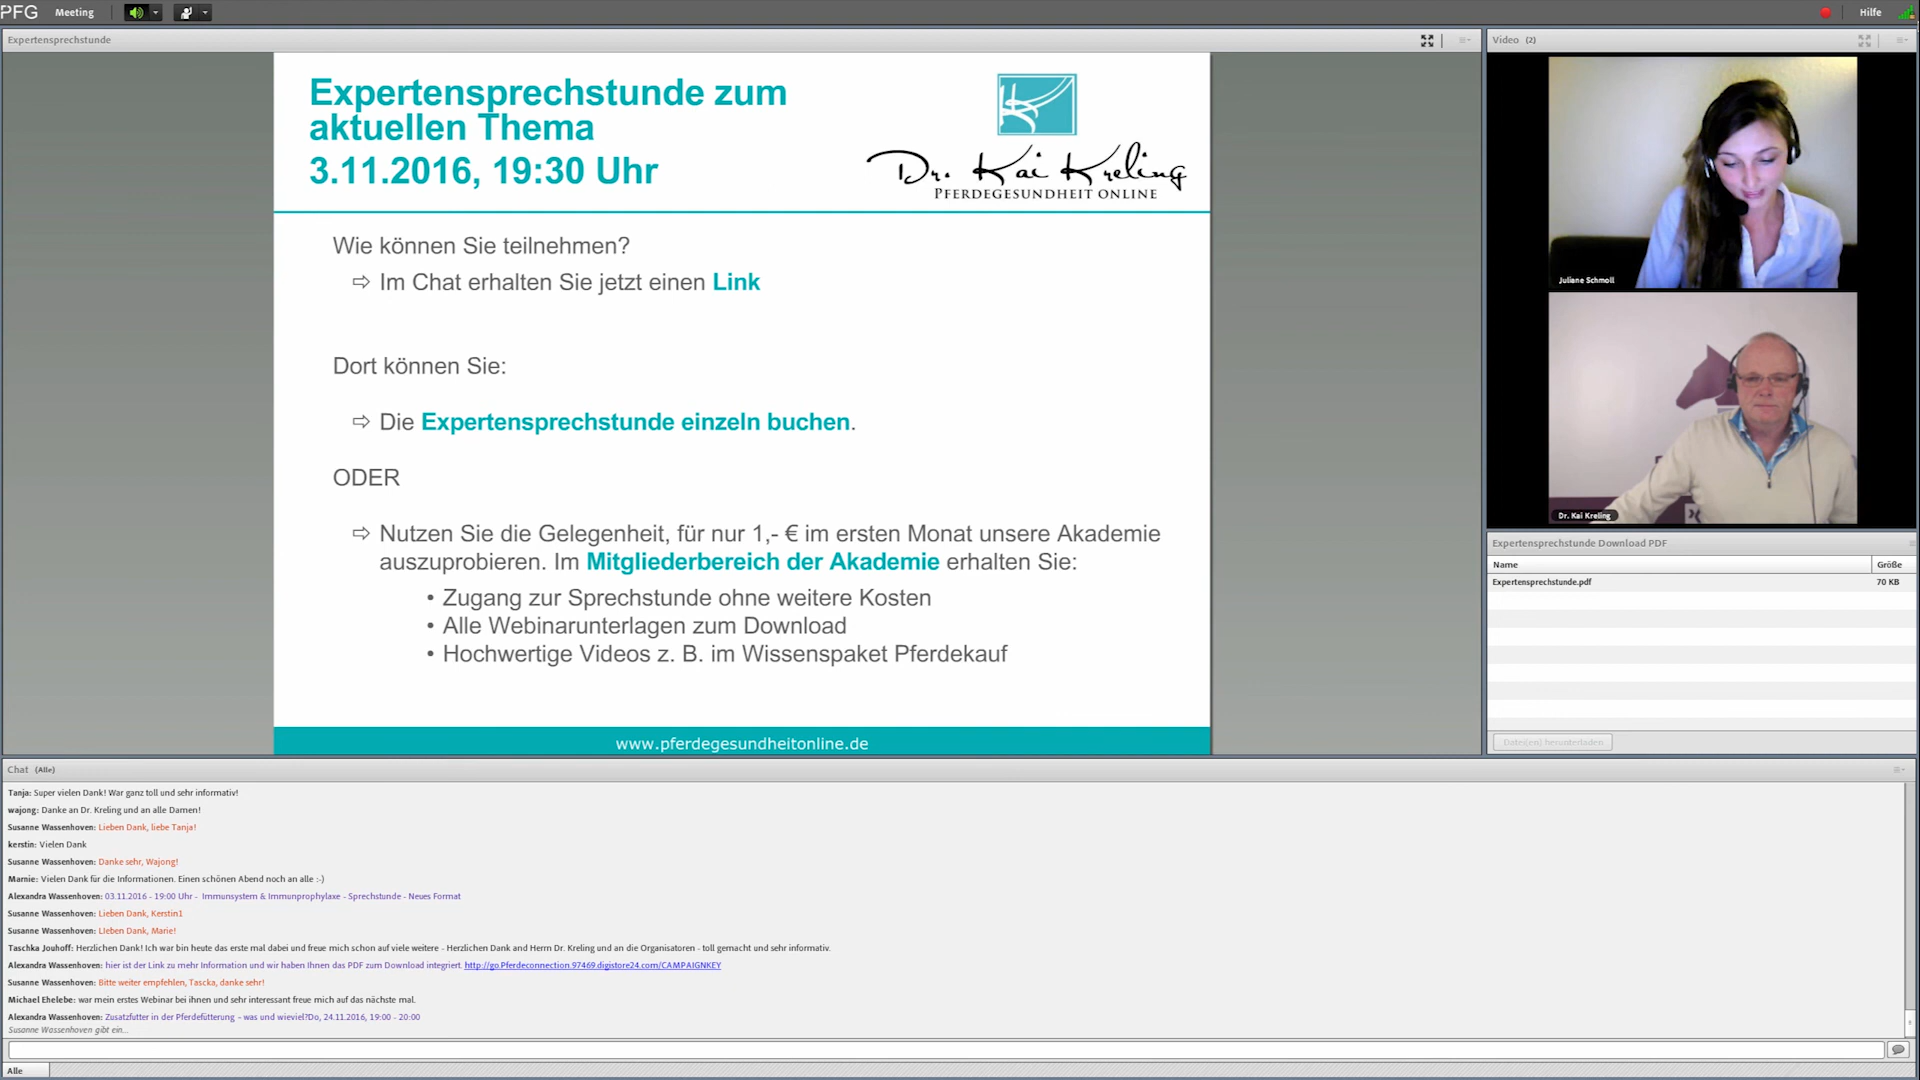 PFG Meeting Hilfe
Expertensprechstunde
Expertensprechstunde zum
aktuellen Thema
3.11.2016, 19:30 Uhr
Dr. Kai Kreling
PFERDEGESUNDHEIT ONLINE
Wie können Sie teilnehmen?
⇨ Im Chat erhalten Sie jetzt einen Link
Dort können Sie:
⇨ Die Expertensprechstunde einzeln buchen.
ODER
⇨ Nutzen Sie die Gelegenheit, für nur 1,- € im ersten Monat unsere Akademie
auszuprobieren. Im Mitgliederbereich der Akademie erhalten Sie:
• Zugang zur Sprechstunde ohne weitere Kosten
• Alle Webinarunterlagen zum Download
• Hochwertige Videos z. B. im Wissenspaket Pferdekauf
www.pferdegesundheitonline.de
Video (2)
Juliane Schmoll
Dr. Kai Kreling
Expertensprechstunde Download PDF
Name Größe
Expertensprechstunde.pdf 70 KB
Datei(en) herunterladen
Chat (Alle)
Tanja: Super vielen Dank! War ganz toll und sehr informativ!
wajong: Danke an Dr. Kreling und an alle Damen!
Susanne Wassenhoven: Lieben Dank, liebe Tanja!
kerstin: Vielen Dank
Susanne Wassenhoven: Danke sehr, Wajong!
Marnie: Vielen Dank für die Informationen. Einen schönen Abend noch an alle :-)
Alexandra Wassenhoven: 03.11.2016 - 19:00 Uhr - Immunsystem & Immunprophylaxe - Sprechstunde - Neues Format
Susanne Wassenhoven: Lieben Dank, Kerstin1
Susanne Wassenhoven: LIeben Dank, Marie!
Taschka Jouhoff: Herzlichen Dank! Ich war bin heute das erste mal dabei und freue mich schon auf viele weitere - Herzlichen Dank and Herrn Dr. Kreling und an die Organisatoren - toll gemacht und sehr informativ.
Alexandra Wassenhoven: hier ist der Link zu mehr Information und wir haben Ihnen das PDF zum Download integriert. http://go.Pferdeconnection.97469.digistore24.com/CAMPAIGNKEY
Susanne Wassenhoven: Bitte weiter empfehlen, Tascka, danke sehr!
Michael Ehelebe: war mein erstes Webinar bei ihnen und sehr interessant freue mich auf das nächste mal.
Alexandra Wassenhoven: Zusatzfutter in der Pferdefütterung - was und wieviel?Do, 24.11.2016, 19:00 - 20:00
Susanne Wassenhoven gibt ein...
Alle